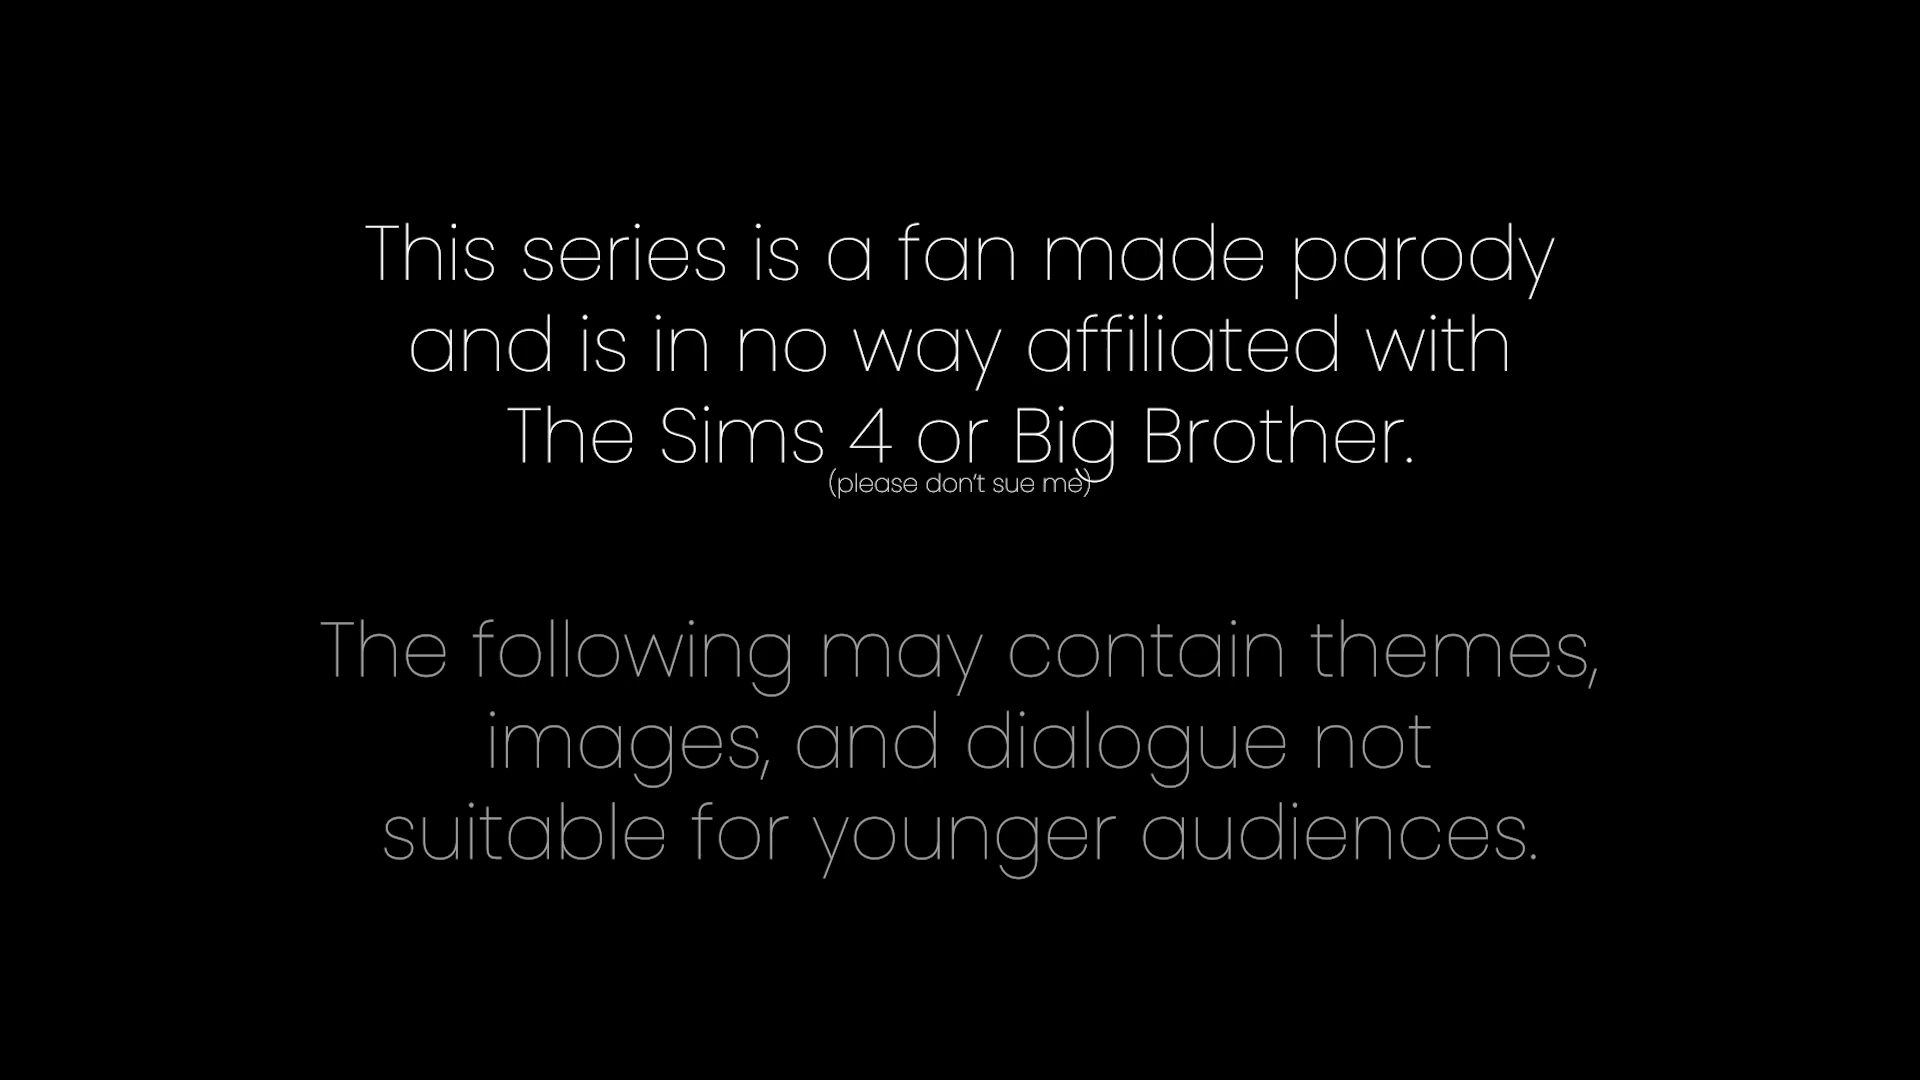 This series is a fan made parody
and is in no way affiliated with
The Sims 4 or Big Brother.
(please don't sue me)
The following may contain themes,
images, and dialogue not
suitable for younger audiences.